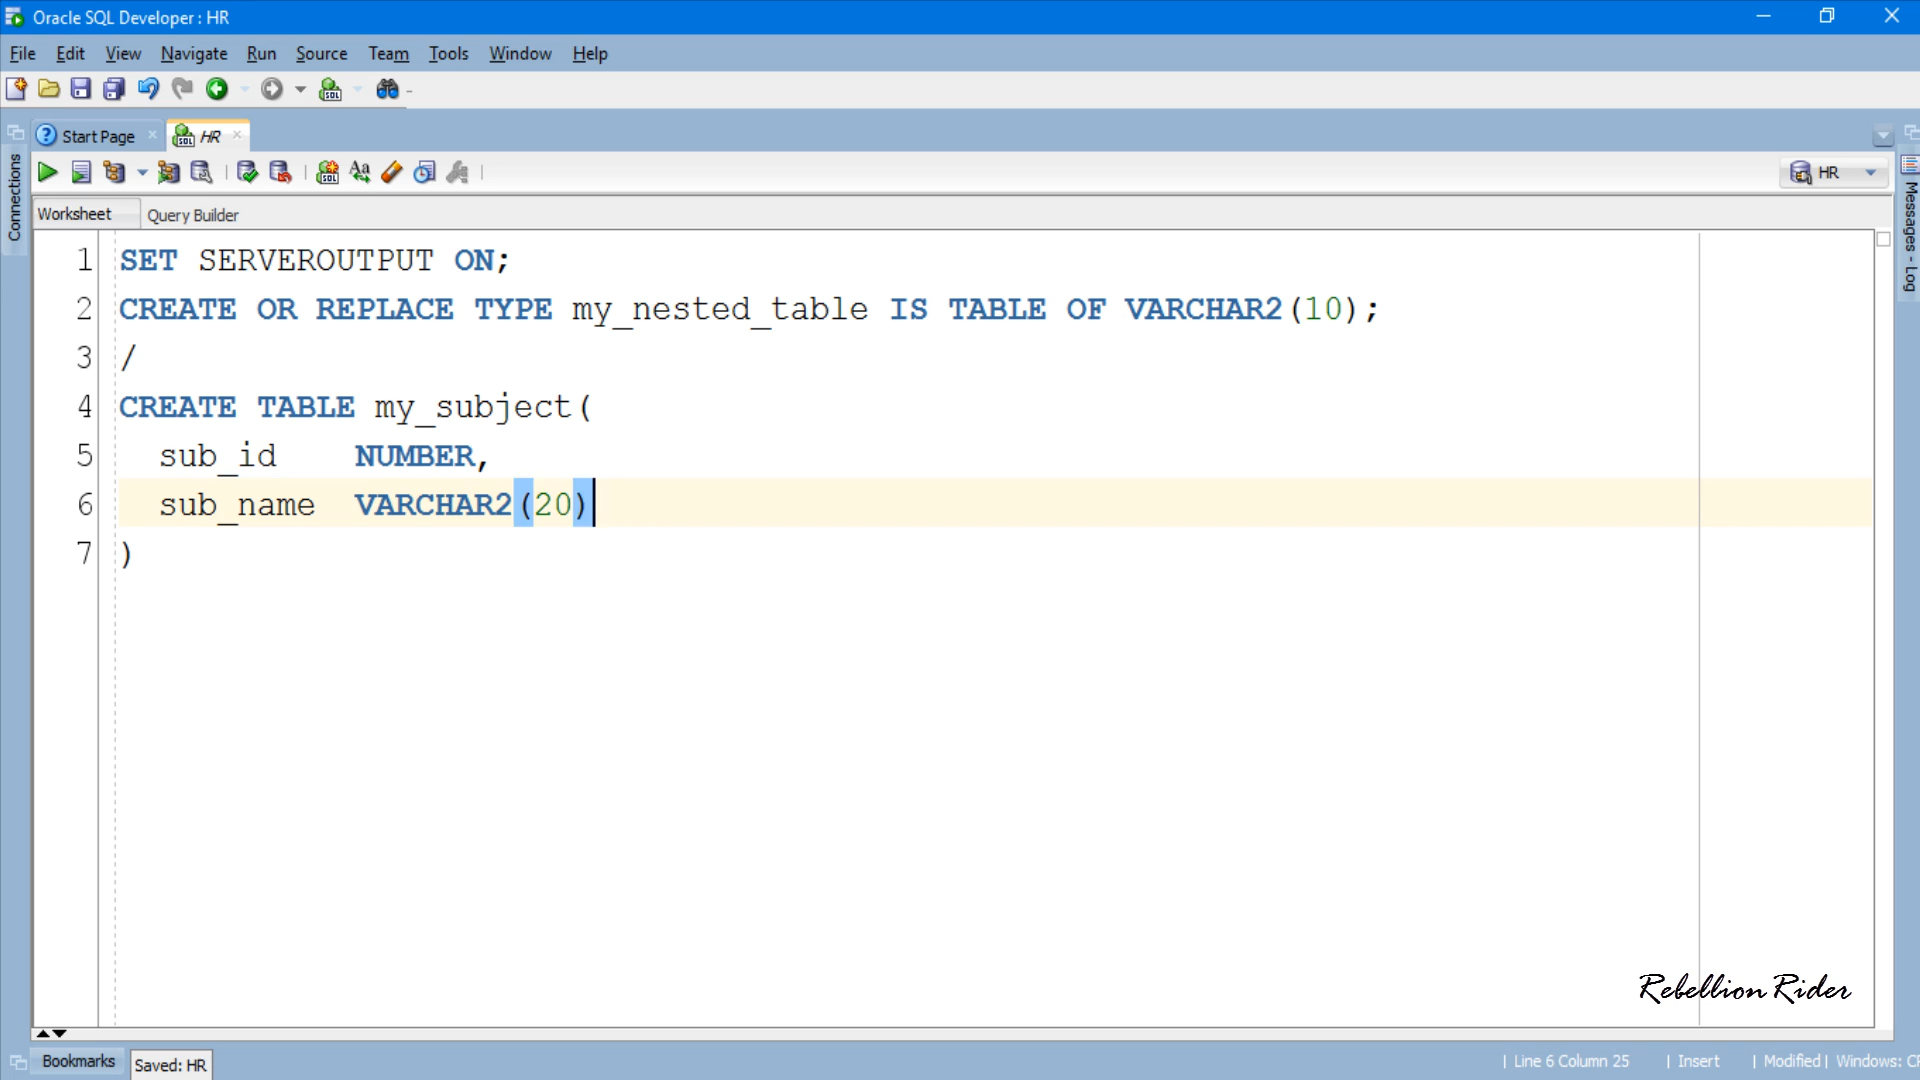 Oracle SQL Developer : HR
File Edit View Navigate Run Source Team Tools Window Help
Start Page HR
HR
Worksheet Query Builder
Connections
Messages - Log
1 SET SERVEROUTPUT ON;
2 CREATE OR REPLACE TYPE my_nested_table IS TABLE OF VARCHAR2(10);
3 /
4 CREATE TABLE my_subject(
5 sub_id NUMBER,
6 sub_name VARCHAR2(20)
7 )
Rebellion Rider
Bookmarks Saved: HR
| Line 6 Column 25 | Insert | Modified | Windows: